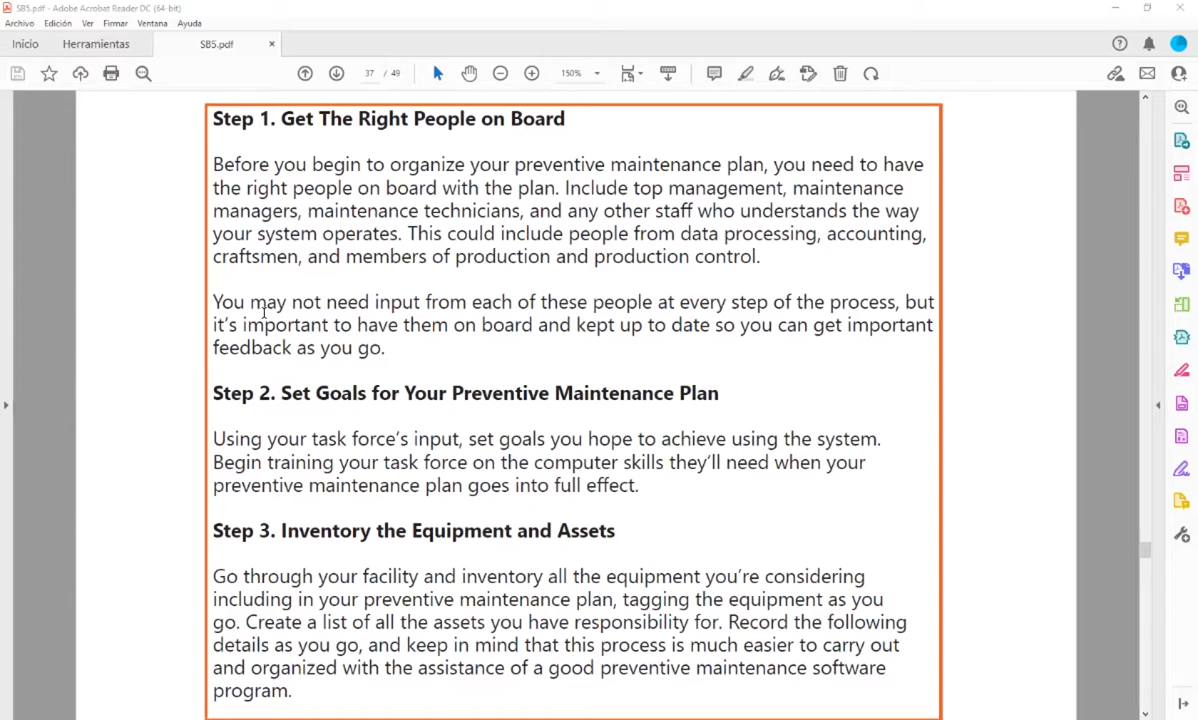 SB5.pdf - Adobe Acrobat Reader DC (64-bit)
Archivo Edición Ver Firmar Ventana Ayuda
Inicio Herramientas SB5.pdf ×
37 / 49 150%
Step 1. Get The Right People on Board
Before you begin to organize your preventive maintenance plan, you need to have
the right people on board with the plan. Include top management, maintenance
managers, maintenance technicians, and any other staff who understands the way
your system operates. This could include people from data processing, accounting,
craftsmen, and members of production and production control.
You may not need input from each of these people at every step of the process, but
it's important to have them on board and kept up to date so you can get important
feedback as you go.
Step 2. Set Goals for Your Preventive Maintenance Plan
Using your task force's input, set goals you hope to achieve using the system.
Begin training your task force on the computer skills they'll need when your
preventive maintenance plan goes into full effect.
Step 3. Inventory the Equipment and Assets
Go through your facility and inventory all the equipment you're considering
including in your preventive maintenance plan, tagging the equipment as you
go. Create a list of all the assets you have responsibility for. Record the following
details as you go, and keep in mind that this process is much easier to carry out
and organized with the assistance of a good preventive maintenance software
program.